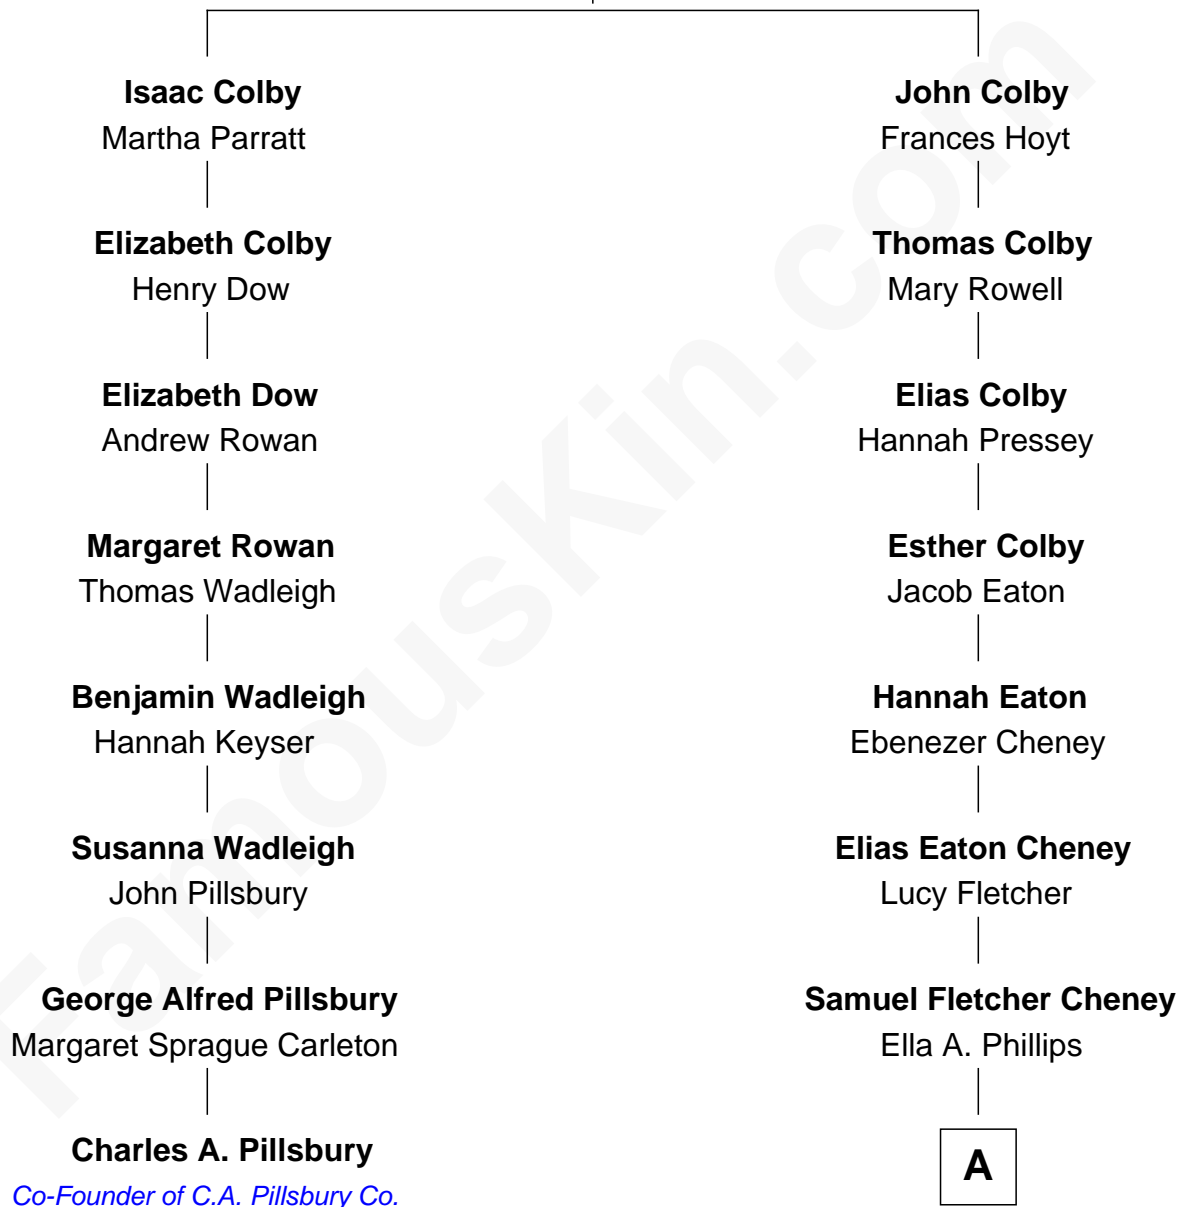 Isaac Colby
Martha Parratt
Elizabeth Colby
Henry Dow
Elizabeth Dow
Andrew Rowan
Margaret Rowan
Thomas Wadleigh
Benjamin Wadleigh
Hannah Keyser
Susanna Wadleigh
John Pillsbury
George Alfred Pillsbury
Margaret Sprague Carleton
Charles A. Pillsbury
Co-Founder of C.A. Pillsbury Co.
John Colby
Frances Hoyt
Thomas Colby
Mary Rowell
Elias Colby
Hannah Pressey
Esther Colby
Jacob Eaton
Hannah Eaton
Ebenezer Cheney
Elias Eaton Cheney
Lucy Fletcher
Samuel Fletcher Cheney
Ella A. Phillips
A
FamousKin.com